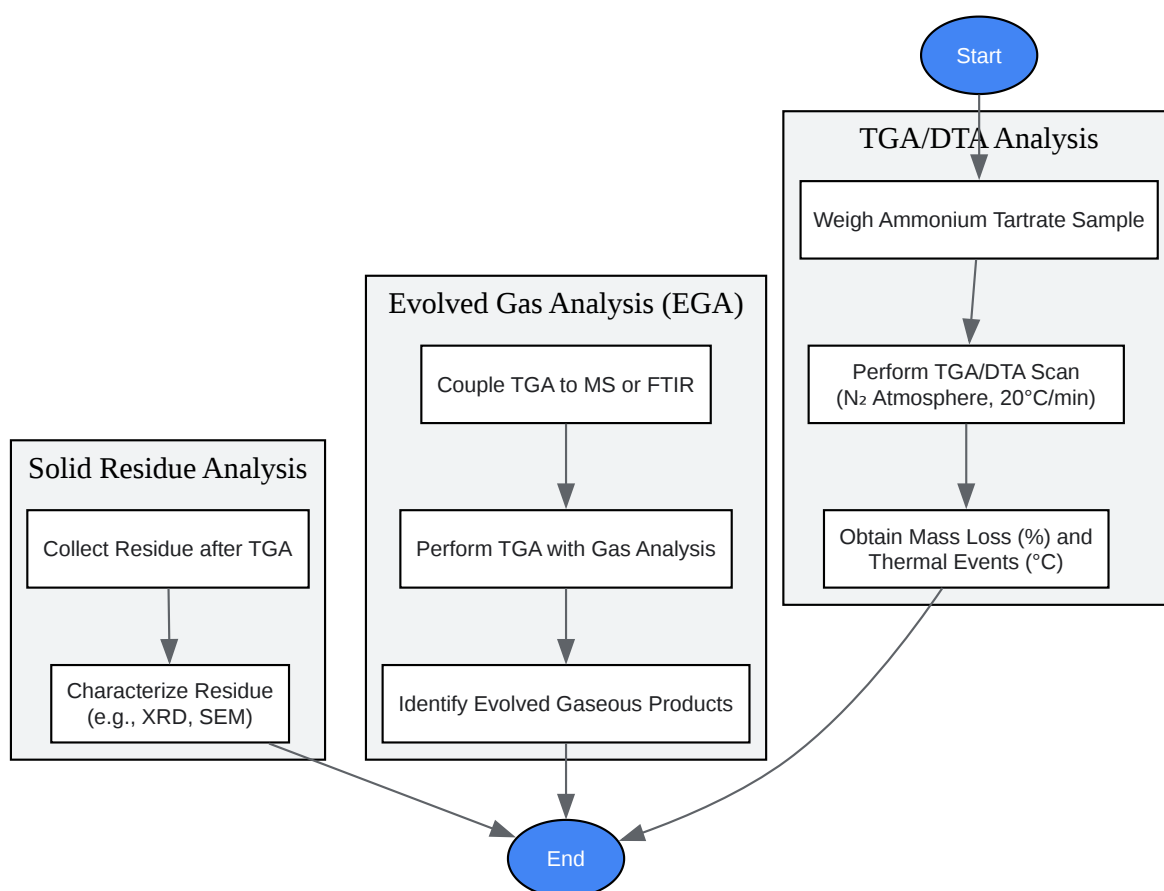 Start
TGA/DTA Analysis
Weigh Ammonium Tartrate Sample
Perform TGA/DTA Scan
(N₂ Atmosphere, 20°C/min)
Obtain Mass Loss (%) and
Thermal Events (°C)
Evolved Gas Analysis (EGA)
Couple TGA to MS or FTIR
Perform TGA with Gas Analysis
Identify Evolved Gaseous Products
Solid Residue Analysis
Collect Residue after TGA
Characterize Residue
(e.g., XRD, SEM)
End